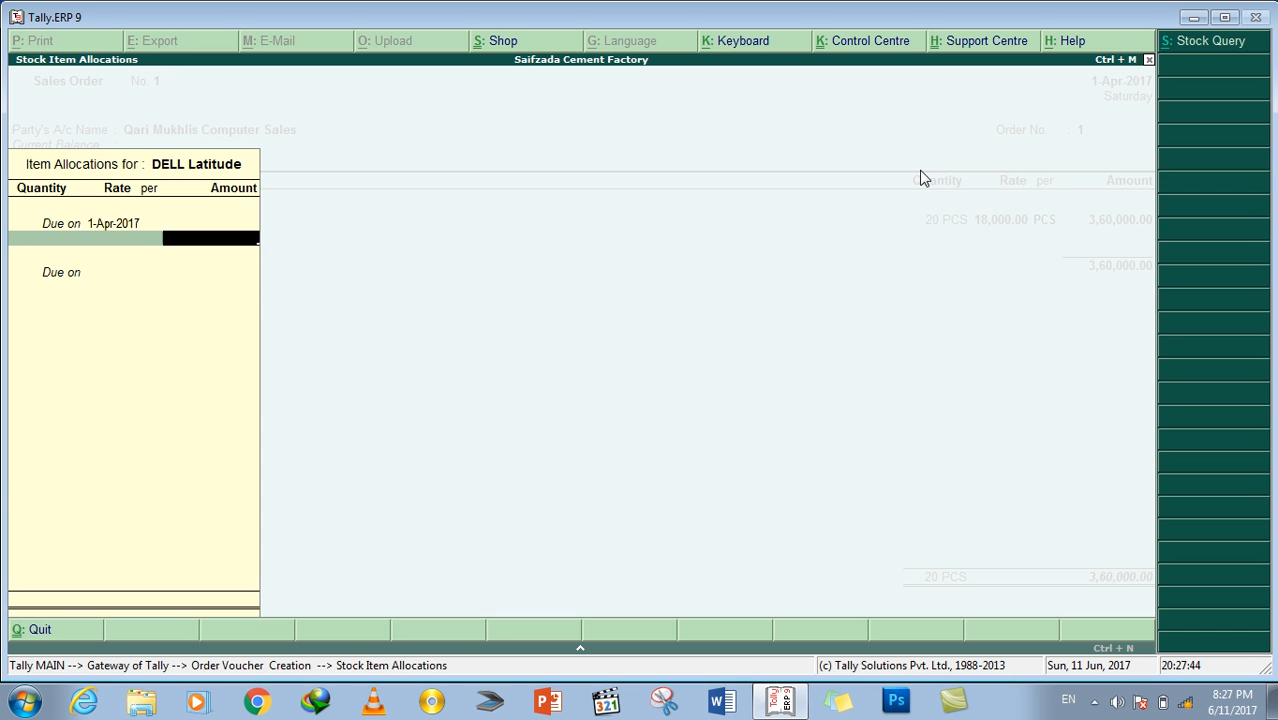 Tally.ERP 9
P: Print E: Export M: E-Mail O: Upload S: Shop G: Language K: Keyboard K: Control Centre H: Support Centre H: Help S: Stock Query
Stock Item Allocations Saifzada Cement Factory Ctrl + M
Sales Order No. 1 1-Apr-2017
Saturday
Party's A/c Name : Qari Mukhlis Computer Sales Order No. : 1
Current Balance :
Item Allocations for : DELL Latitude
Quantity Rate per Amount
Quantity Rate per Amount
20 PCS 18,000.00 PCS 3,60,000.00
Due on 1-Apr-2017
3,60,000.00
Due on
20 PCS 3,60,000.00
Q: Quit
Ctrl + N
Tally MAIN --> Gateway of Tally --> Order Voucher Creation --> Stock Item Allocations (c) Tally Solutions Pvt. Ltd., 1988-2013 Sun, 11 Jun, 2017 20:27:44
EN 8:27 PM
6/11/2017